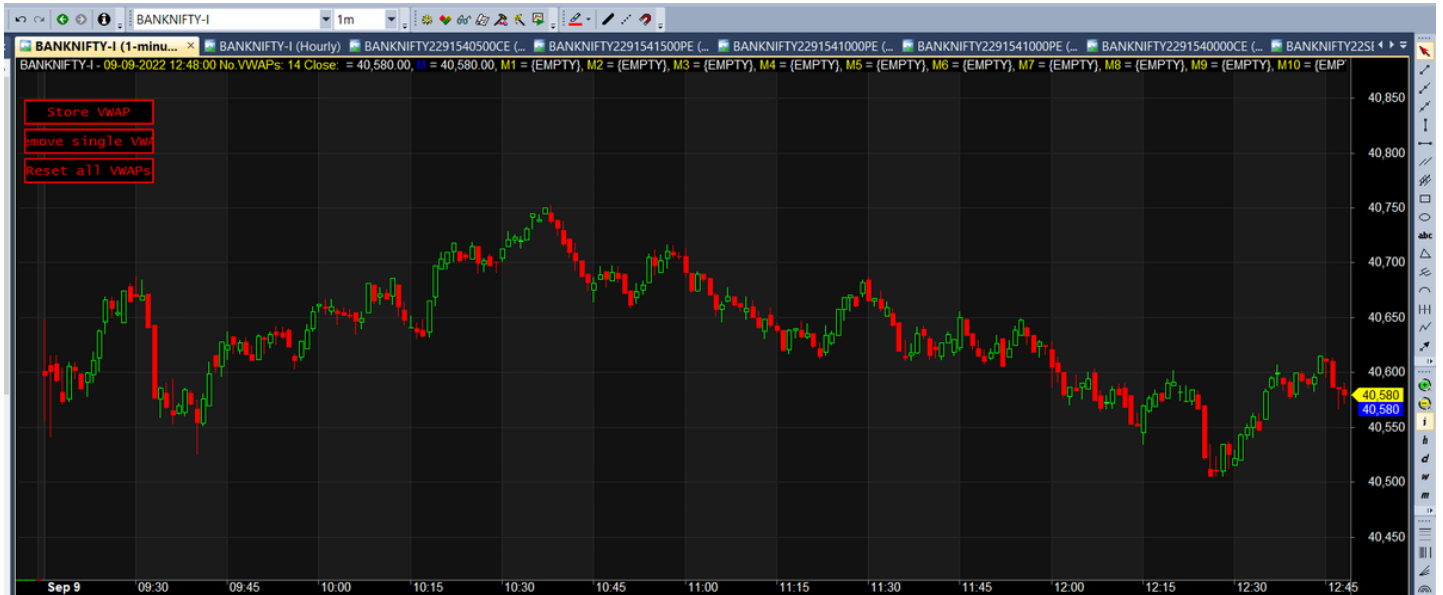 BANKNIFTY-I 1m
BANKNIFTY-I (1-minu... × BANKNIFTY-I (Hourly) BANKNIFTY2291540500CE (... BANKNIFTY2291541500PE (... BANKNIFTY2291541000PE (... BANKNIFTY2291541000PE (... BANKNIFTY2291540000CE (... BANKNIFTY22SE
BANKNIFTY-I - 09-09-2022 12:48:00 No.VWAPs: 14 Close: = 40,580.00, M = 40,580.00, M1 = {EMPTY}, M2 = {EMPTY}, M3 = {EMPTY}, M4 = {EMPTY}, M5 = {EMPTY}, M6 = {EMPTY}, M7 = {EMPTY}, M8 = {EMPTY}, M9 = {EMPTY}, M10 = {EMP
Store VWAP
emove single VWA
Reset all VWAPs
40,850
40,800
40,750
40,700
40,650
40,600
40,580
40,580
40,550
40,500
40,450
Sep 9 09:30 09:45 10:00 10:15 10:30 10:45 11:00 11:15 11:30 11:45 12:00 12:15 12:30 12:45
abc
i
h
d
w
m